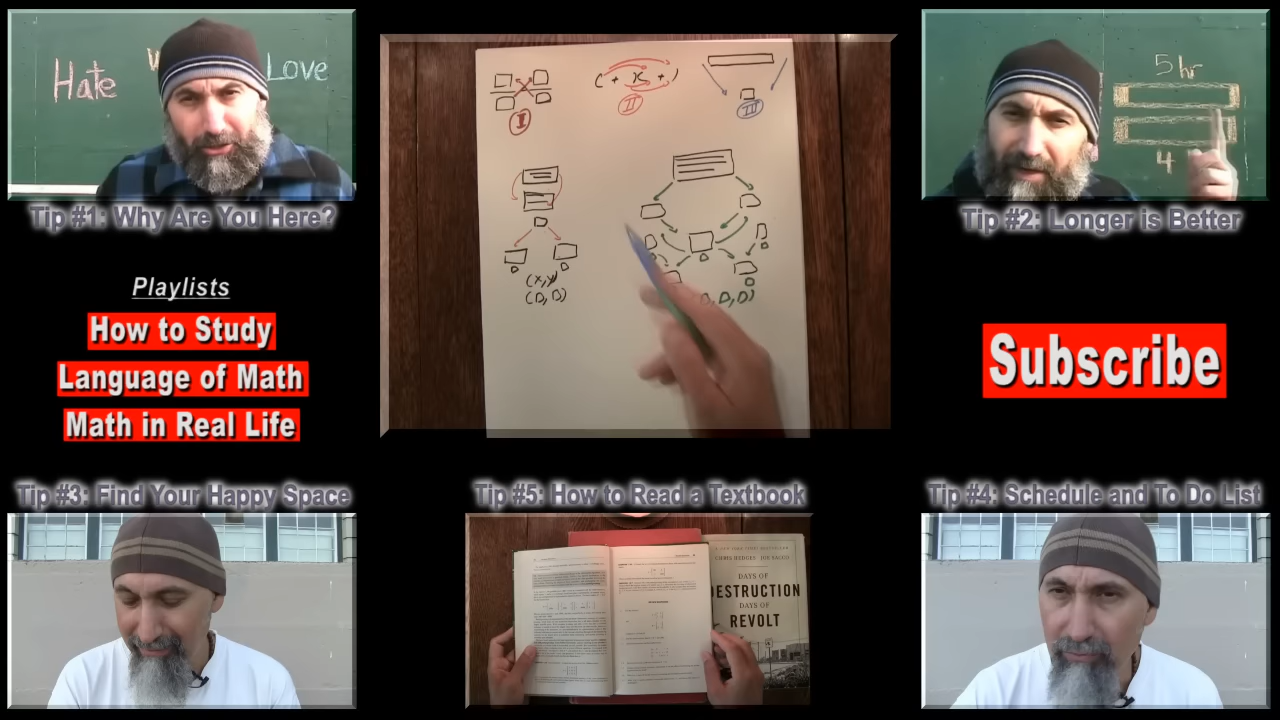 Hate
Love
5 hr
4
Tip #1: Why Are You Here?
Tip #2: Longer is Better
I
II
III
(x,y)
Playlists
How to Study
Language of Math
Math in Real Life
Subscribe
Tip #3: Find Your Happy Space
Tip #5: How to Read a Textbook
Tip #4: Schedule and To Do List
CHRIS HEDGES JOE SACCO
DAYS OF
DESTRUCTION
DAYS OF
REVOLT